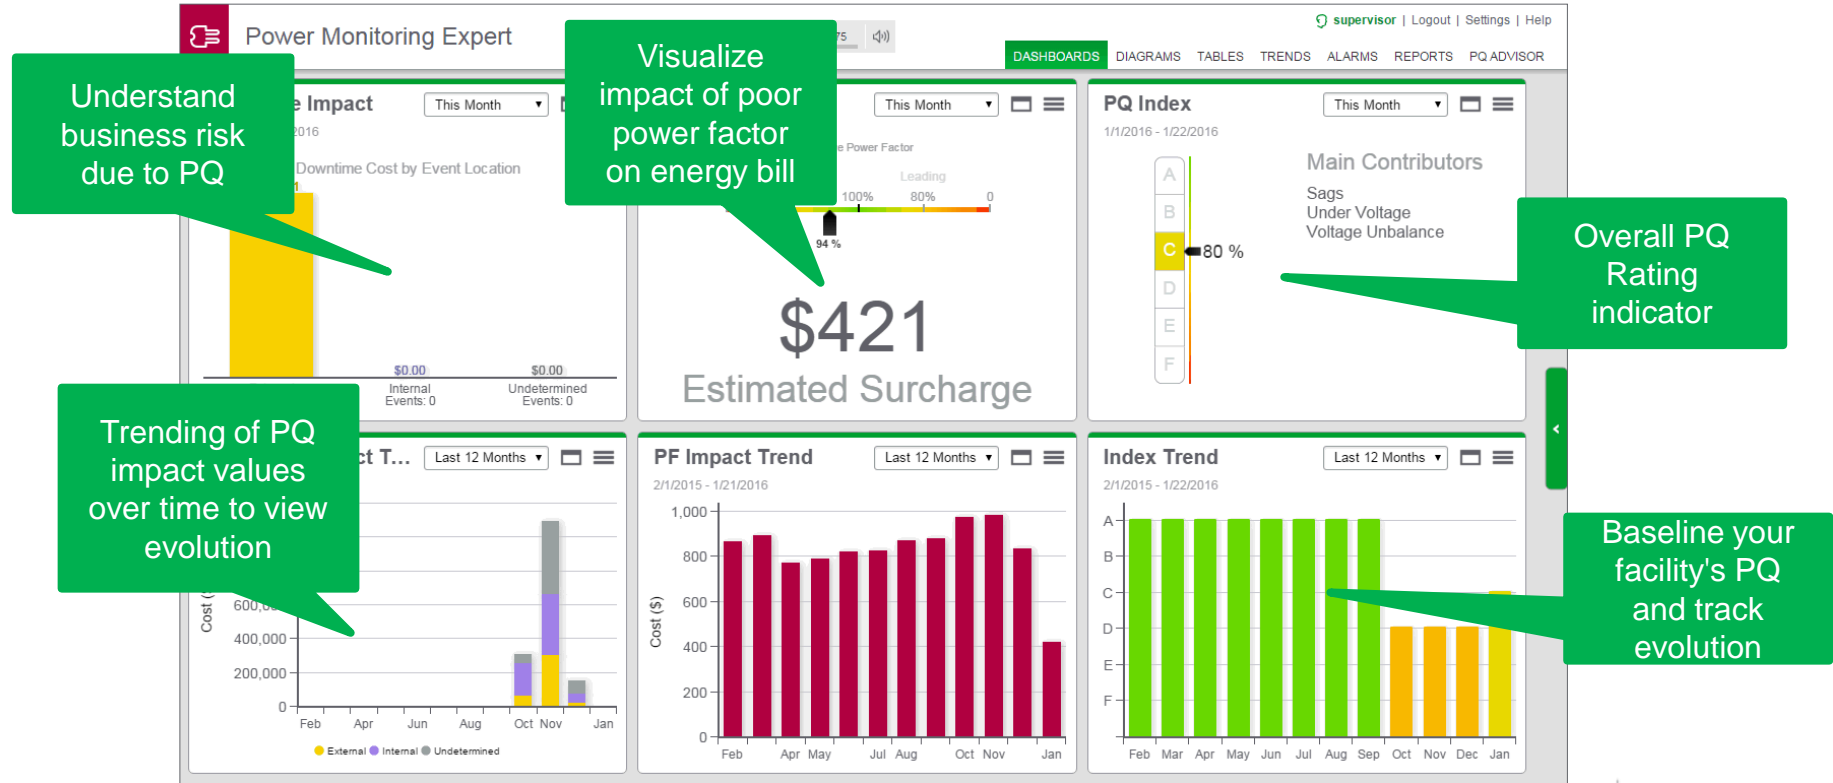 Power Monitoring Expert
75
supervisor | Logout | Settings | Help
DASHBOARDS DIAGRAMS TABLES TRENDS ALARMS REPORTS PQ ADVISOR
Understand
business risk
due to PQ
Visualize
impact of poor
power factor
on energy bill
Impact
This Month
2016
Downtime Cost by Event Location
$0.00
Internal
Events: 0
$0.00
Undetermined
Events: 0
This Month
Power Factor
Leading
100% 80% 0
94 %
$421
Estimated Surcharge
PQ Index
This Month
1/1/2016 - 1/22/2016
A
B
C
D
E
F
80 %
Main Contributors
Sags
Under Voltage
Voltage Unbalance
Overall PQ
Rating
indicator
Trending of PQ
impact values
over time to view
evolution
ct T...
Last 12 Months
Cost
600,
400,000
200,000
0
Feb Apr Jun Aug Oct Nov Jan
External Internal Undetermined
PF Impact Trend
Last 12 Months
2/1/2015 - 1/21/2016
Cost ($)
1,000
800
600
400
200
0
Feb Apr May Jul Aug Oct Nov Jan
Index Trend
Last 12 Months
2/1/2015 - 1/22/2016
A
B
C
D
E
F
Feb Mar Apr May Jun Jul Aug Sep Oct Nov Dec Jan
Baseline your
facility's PQ
and track
evolution